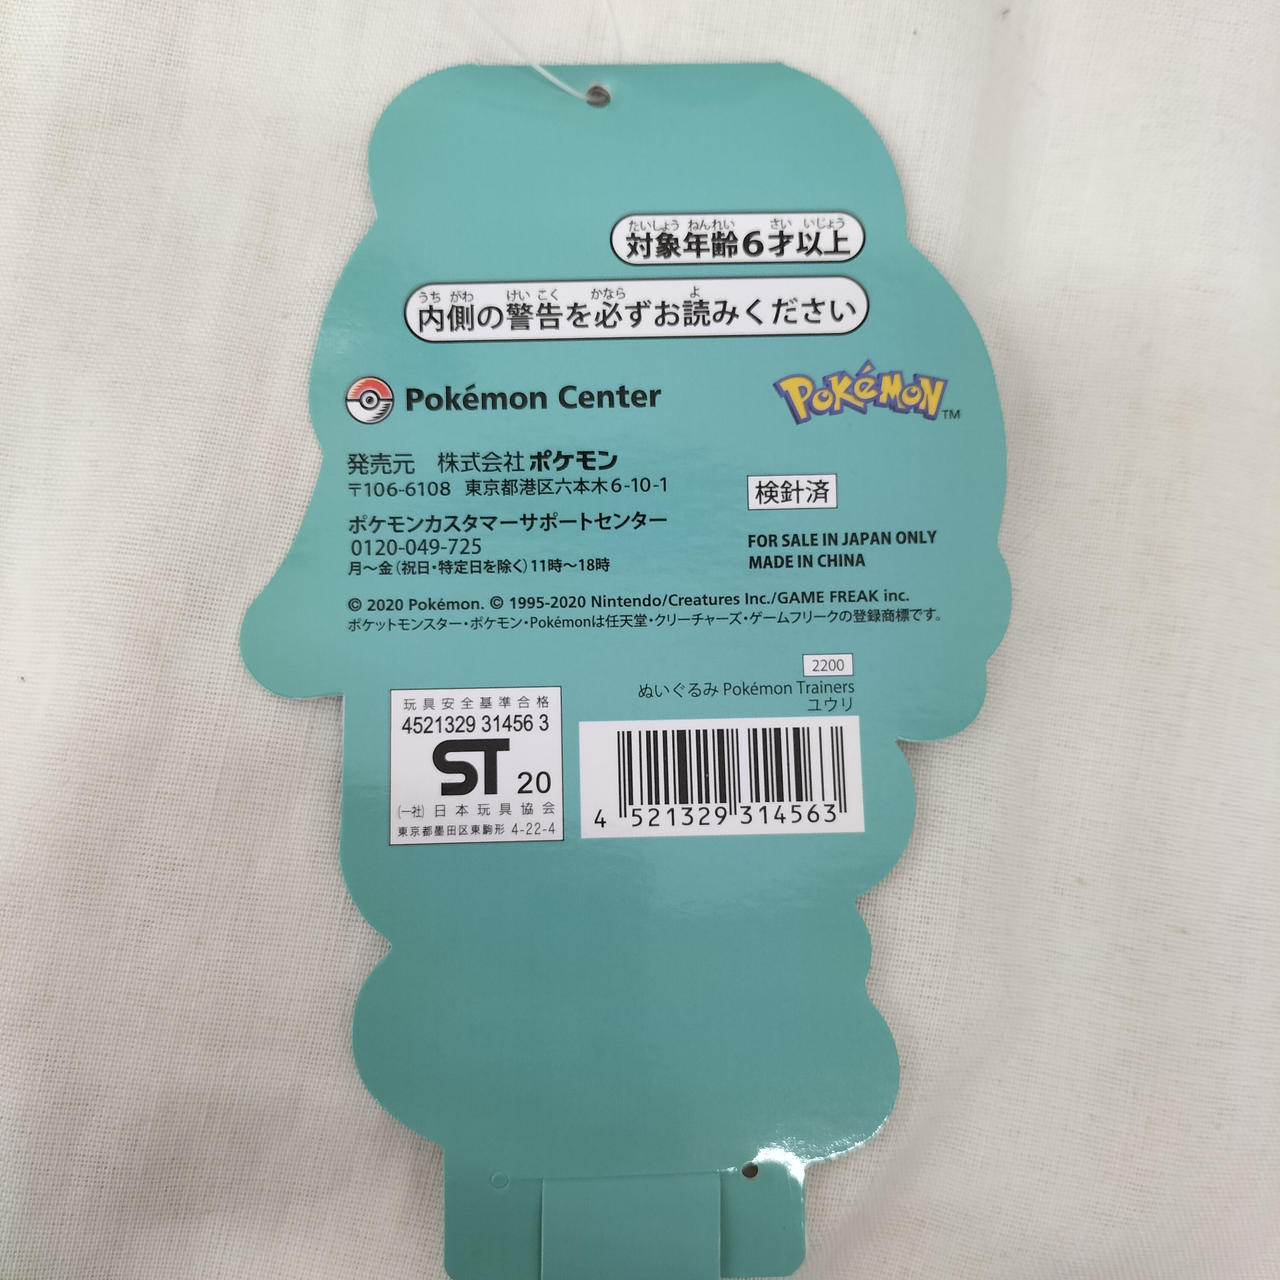 たいしょう ねんれい さい いじょう
対象年齢6才以上
うち がわ けい こく かなら よ
内側の警告を必ずお読みください
Pokémon Center
POKéMON TM
発売元 株式会社ポケモン
〒106-6108 東京都港区六本木6-10-1
検針済
ポケモンカスタマーサポートセンター
0120-049-725
月～金(祝日・特定日を除く)11時～18時
FOR SALE IN JAPAN ONLY
MADE IN CHINA
© 2020 Pokémon. © 1995-2020 Nintendo/Creatures Inc./GAME FREAK inc.
ポケットモンスター・ポケモン・Pokémonは任天堂・クリーチャーズ・ゲームフリークの登録商標です。
2200
ぬいぐるみ Pokémon Trainers
ユウリ
玩具安全基準合格
4521329 31456 3
ST 20
(一社)日本玩具協会
東京都墨田区東駒形 4-22-4
4 521329 314563